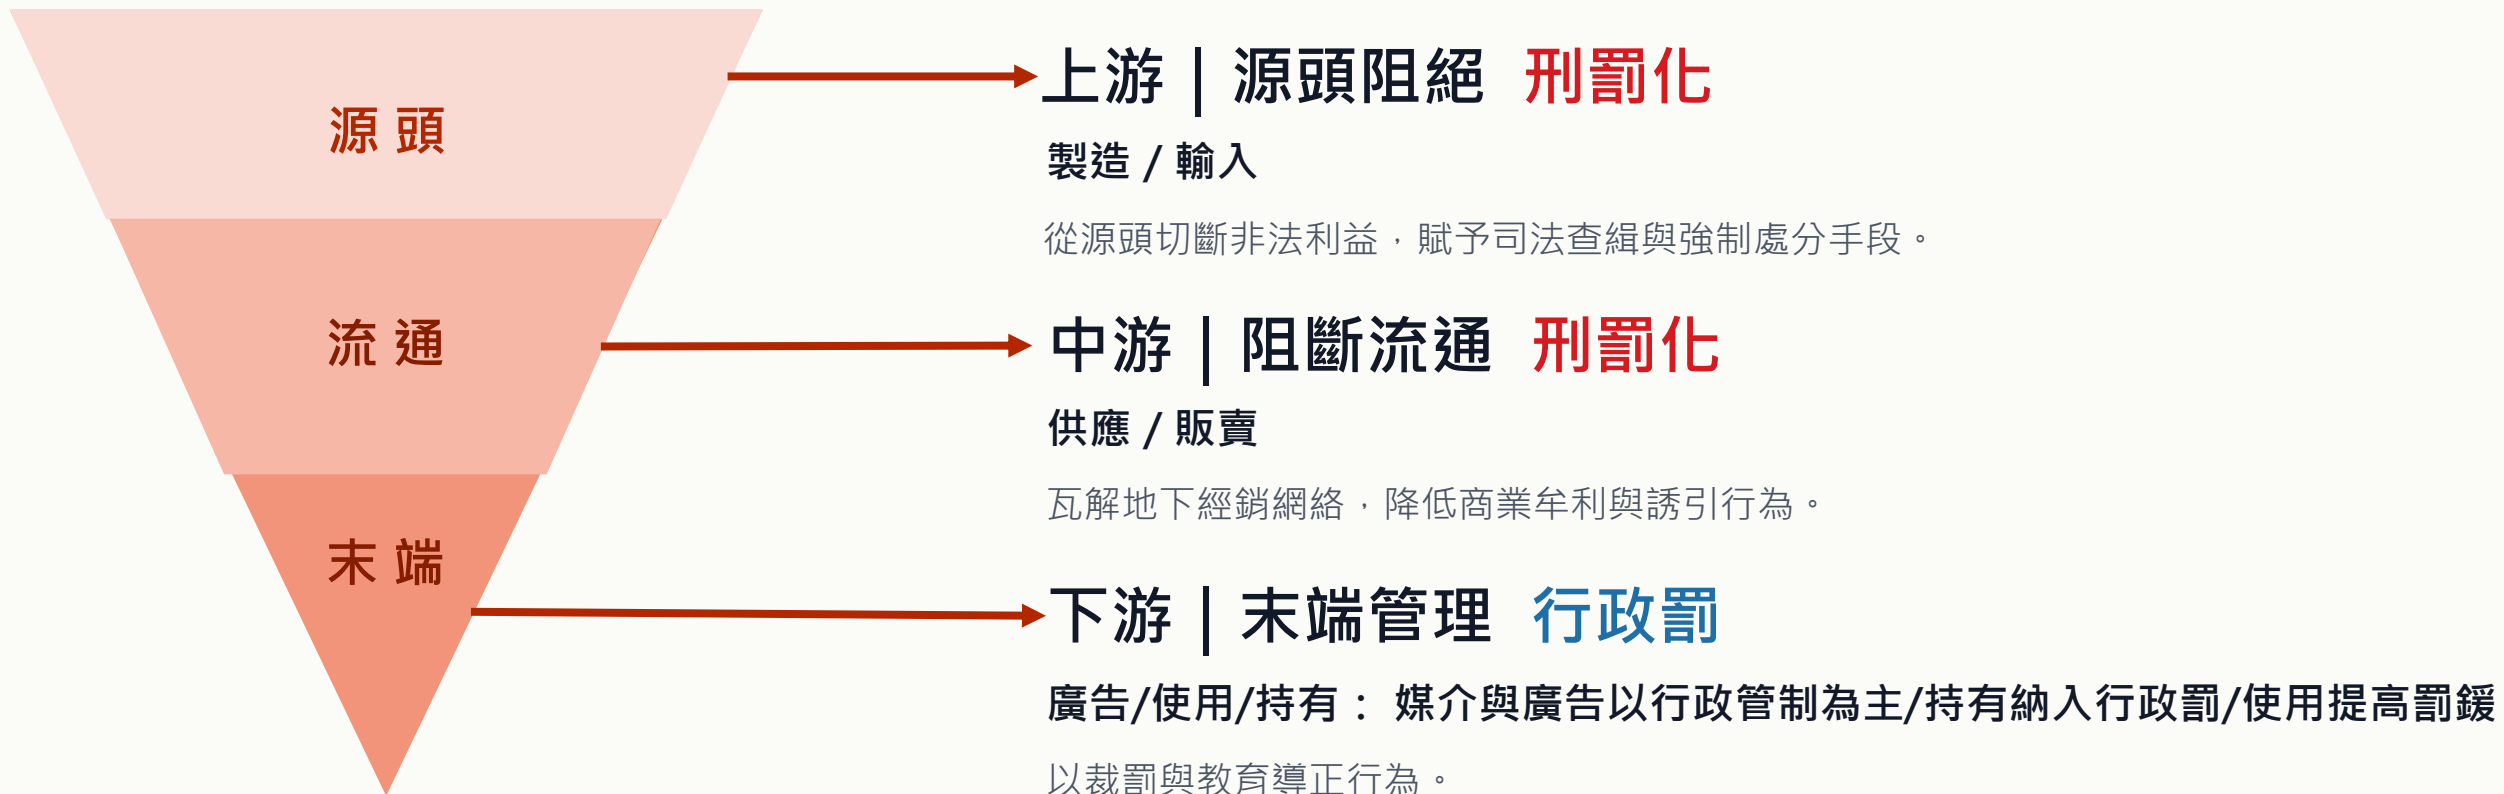 源頭
上游｜源頭阻絕 刑罰化
製造 / 輸入
從源頭切斷非法利益，賦予司法查緝與強制處分手段。
流通
中游｜阻斷流通 刑罰化
供應 / 販賣
瓦解地下經銷網絡，降低商業牟利與誘引行為。
末端
下游｜末端管理 行政罰
廣告/使用/持有：媒介與廣告以行政管制為主/持有納入行政罰/使用提高罰鍰
以裁罰與教育導正行為。